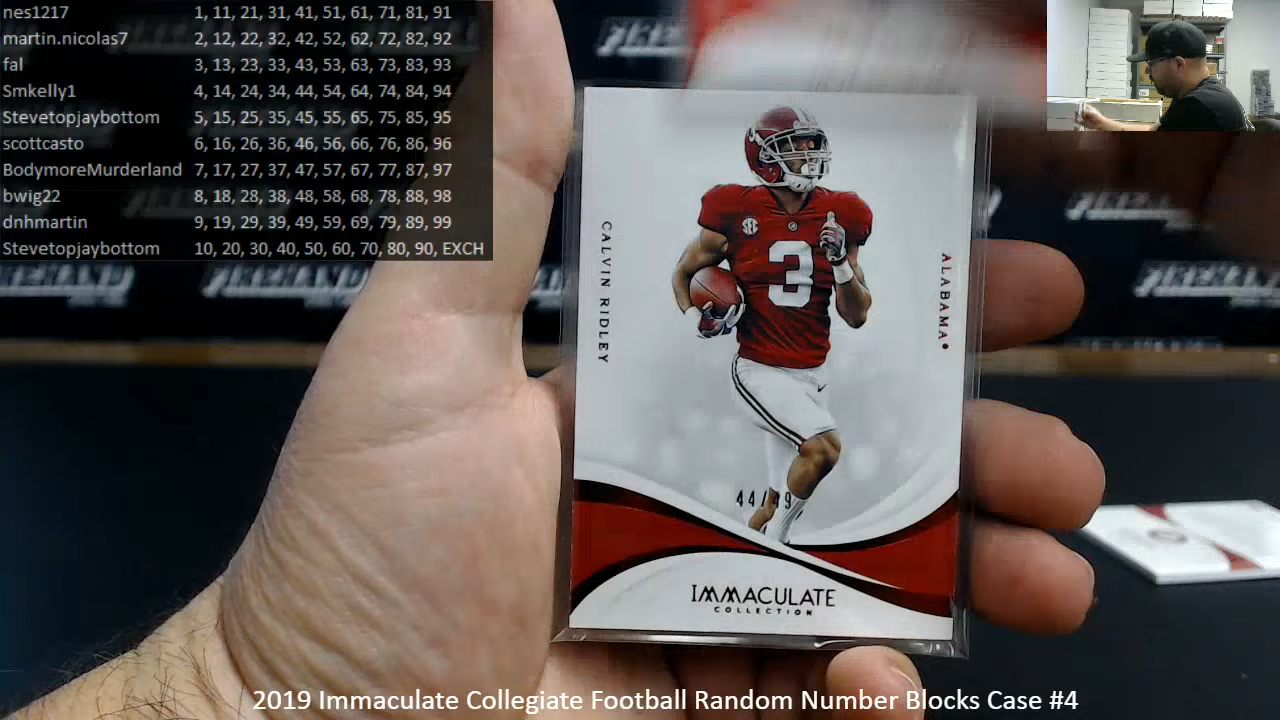 nes1217 1, 11, 21, 31, 41, 51, 61, 71, 81, 91
martin.nicolas7 2, 12, 22, 32, 42, 52, 62, 72, 82, 92
fal 3, 13, 23, 33, 43, 53, 63, 73, 83, 93
Smkelly1 4, 14, 24, 34, 44, 54, 64, 74, 84, 94
Stevetopjaybottom 5, 15, 25, 35, 45, 55, 65, 75, 85, 95
scottcasto 6, 16, 26, 36, 46, 56, 66, 76, 86, 96
BodymoreMurderland 7, 17, 27, 37, 47, 57, 67, 77, 87, 97
bwig22 8, 18, 28, 38, 48, 58, 68, 78, 88, 98
dnhmartin 9, 19, 29, 39, 49, 59, 69, 79, 89, 99
Stevetopjaybottom 10, 20, 30, 40, 50, 60, 70, 80, 90, EXCH
CALVIN RIDLEY
ALABAMA
SEC
3
44/49
IMMACULATE
COLLECTION
2019 Immaculate Collegiate Football Random Number Blocks Case #4